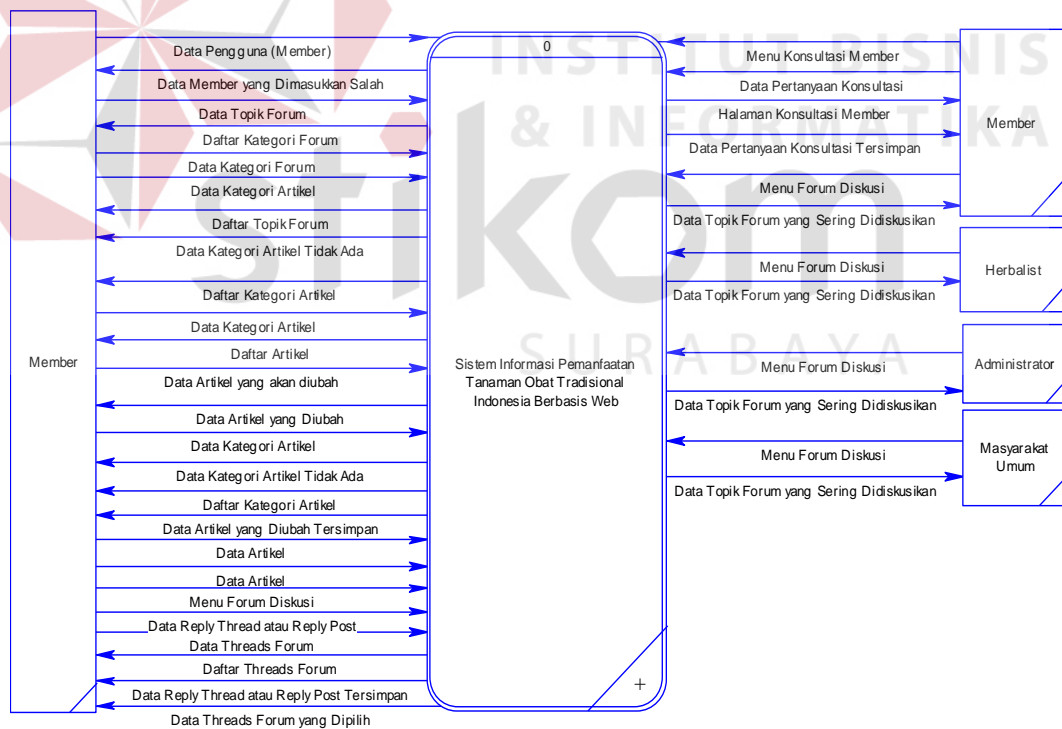 INSTITUT BISNIS
& INFORMATIKA
stikom
SURABAYA
Member
Data Pengguna (Member)
Data Member yang Dimasukkan Salah
Data Topik Forum
Daftar Kategori Forum
Data Kategori Forum
Data Kategori Artikel
Daftar Topik Forum
Data Kategori Artikel Tidak Ada
Daftar Kategori Artikel
Data Kategori Artikel
Daftar Artikel
Data Artikel yang akan diubah
Data Artikel yang Diubah
Data Kategori Artikel
Data Kategori Artikel Tidak Ada
Daftar Kategori Artikel
Data Artikel yang Diubah Tersimpan
Data Artikel
Data Artikel
Menu Forum Diskusi
Data Reply Thread atau Reply Post
Data Threads Forum
Daftar Threads Forum
Data Reply Thread atau Reply Post Tersimpan
Data Threads Forum yang Dipilih
0
Sistem Informasi Pemanfaatan
Tanaman Obat Tradisional
Indonesia Berbasis Web
+
Menu Konsultasi Member
Data Pertanyaan Konsultasi
Halaman Konsultasi Member
Data Pertanyaan Konsultasi Tersimpan
Menu Forum Diskusi
Data Topik Forum yang Sering Didiskusikan
Member
Menu Forum Diskusi
Data Topik Forum yang Sering Didiskusikan
Herbalist
Menu Forum Diskusi
Data Topik Forum yang Sering Didiskusikan
Administrator
Menu Forum Diskusi
Data Topik Forum yang Sering Didiskusikan
Masyarakat
Umum